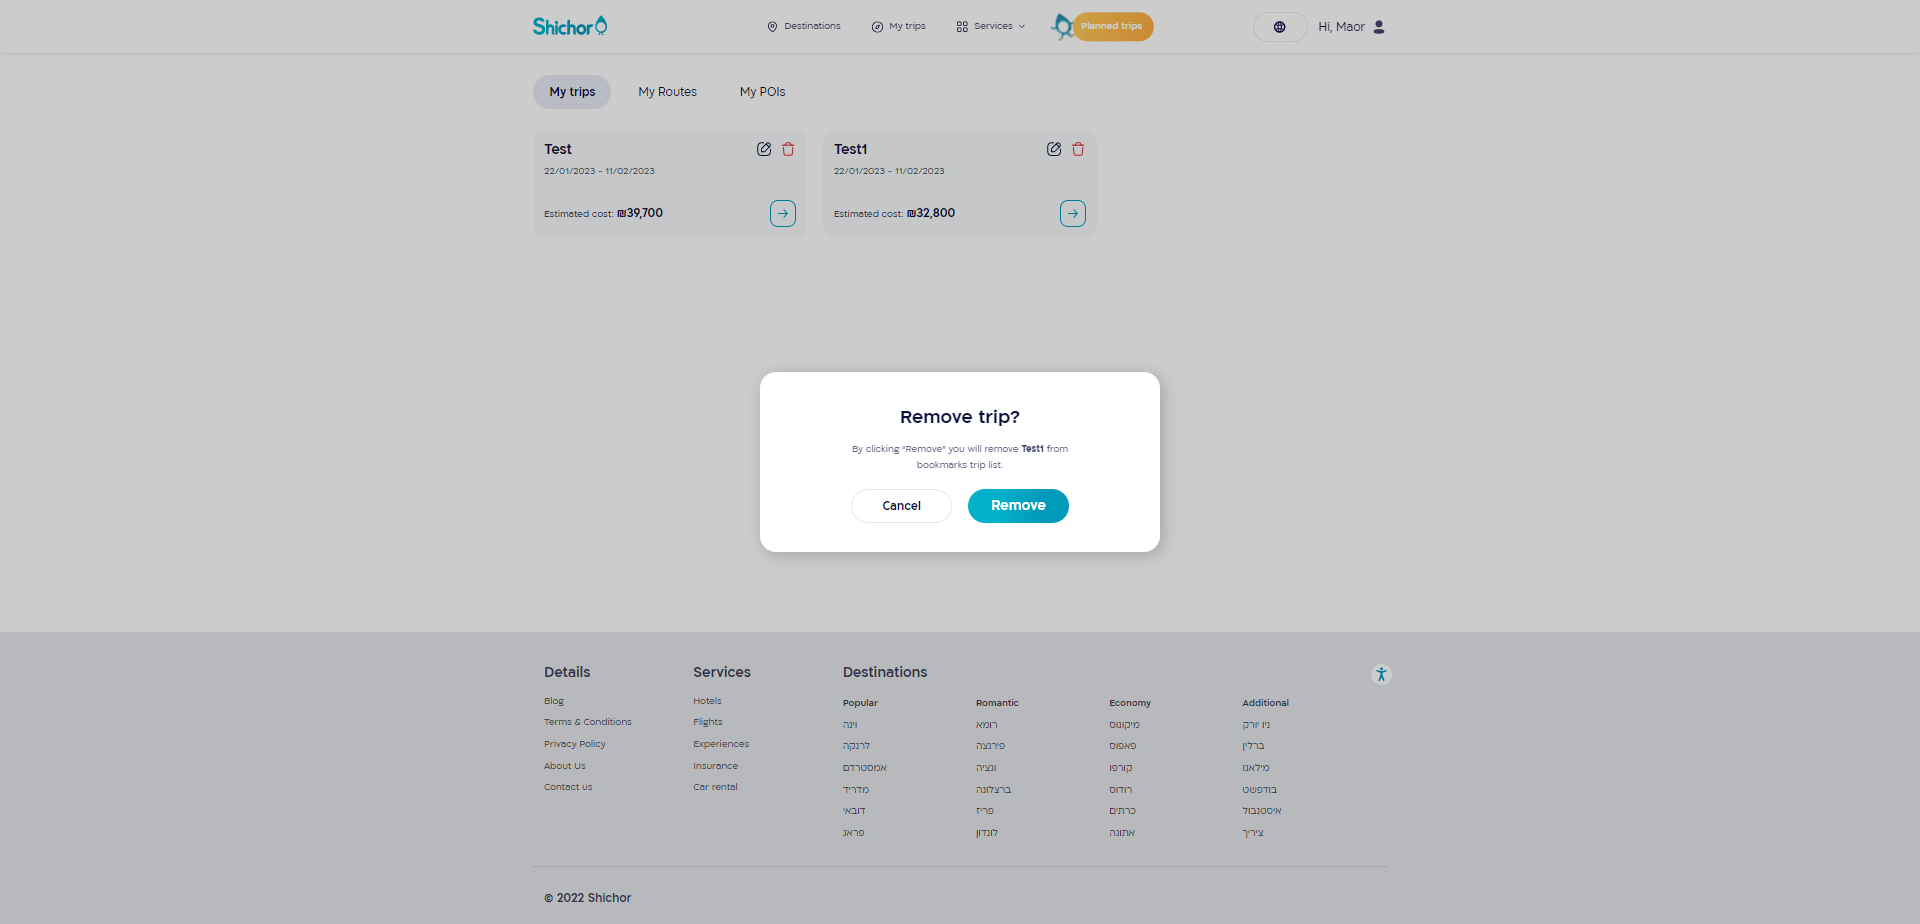 Shichor
Destinations
My trips
Services
Planned trips
Hi, Maor
My trips
My Routes
My POIs
Test
22/01/2023 - 11/02/2023
Estimated cost: ₪39,700
Test1
22/01/2023 - 11/02/2023
Estimated cost: ₪32,800
Remove trip?
By clicking "Remove" you will remove Test1 from
bookmarks trip list.
Cancel
Remove
Details
Blog
Terms & Conditions
Privacy Policy
About Us
Contact us
Services
Hotels
Flights
Experiences
Insurance
Car rental
Destinations
Popular
וינה
לרנקה
אמסטרדם
מדריד
דובאי
פראג
Romantic
רומא
פירנצה
ונציה
ברצלונה
פריז
לונדון
Economy
מיקונוס
פאפוס
קורפו
רודוס
כרתים
אתונה
Additional
ניו יורק
ברלין
מילאנו
בודפשט
איסטנבול
ציריך
© 2022 Shichor